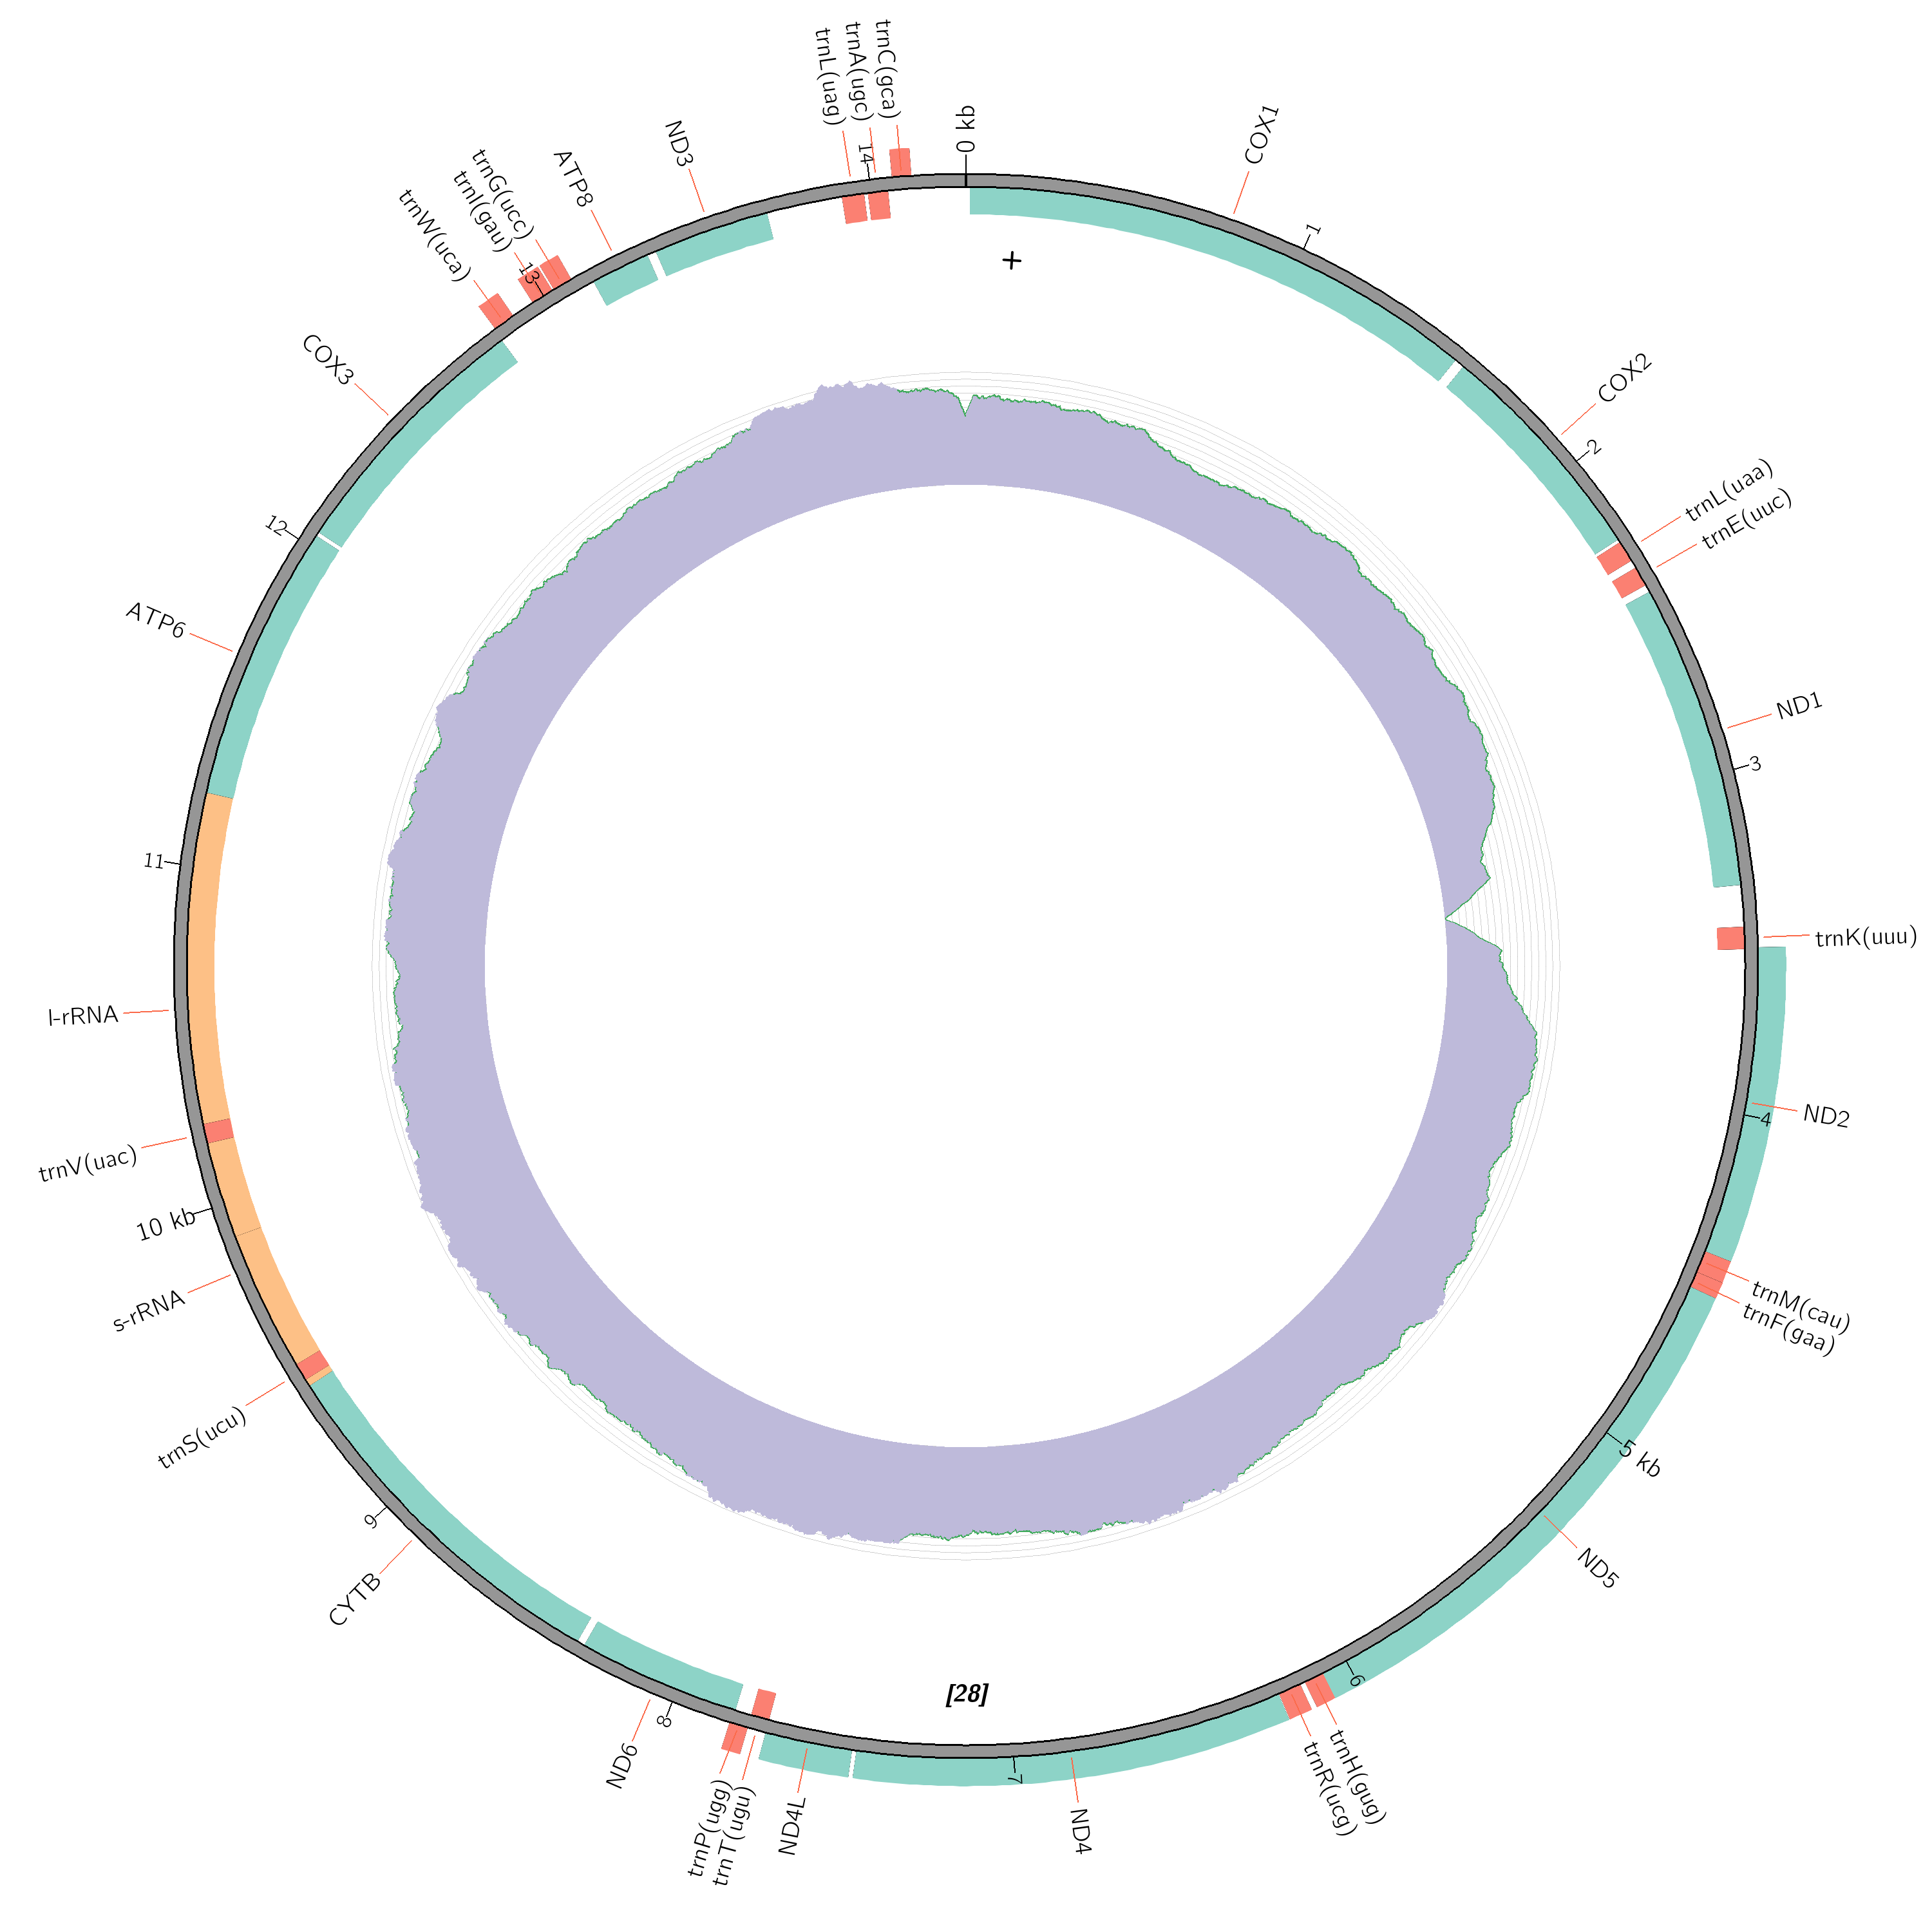 0 kb
COX1
1
COX2
2
trnL(uaa)
trnE(uuc)
ND1
3
trnK(uuu)
ND2
4
trnM(cau)
trnF(gaa)
5 kb
ND5
6
trnH(gug)
trnR(ucg)
ND4
7
ND4L
trnT(ugu)
trnP(ugg)
8
ND6
CYTB
9
trnS(ucu)
s-rRNA
10 kb
trnV(uac)
l-rRNA
11
ATP6
12
COX3
trnW(uca)
13
trnI(gau)
trnG(ucc)
ATP8
ND3
trnL(uag)
14
trnA(ugc)
trnC(gca)
+
[28]